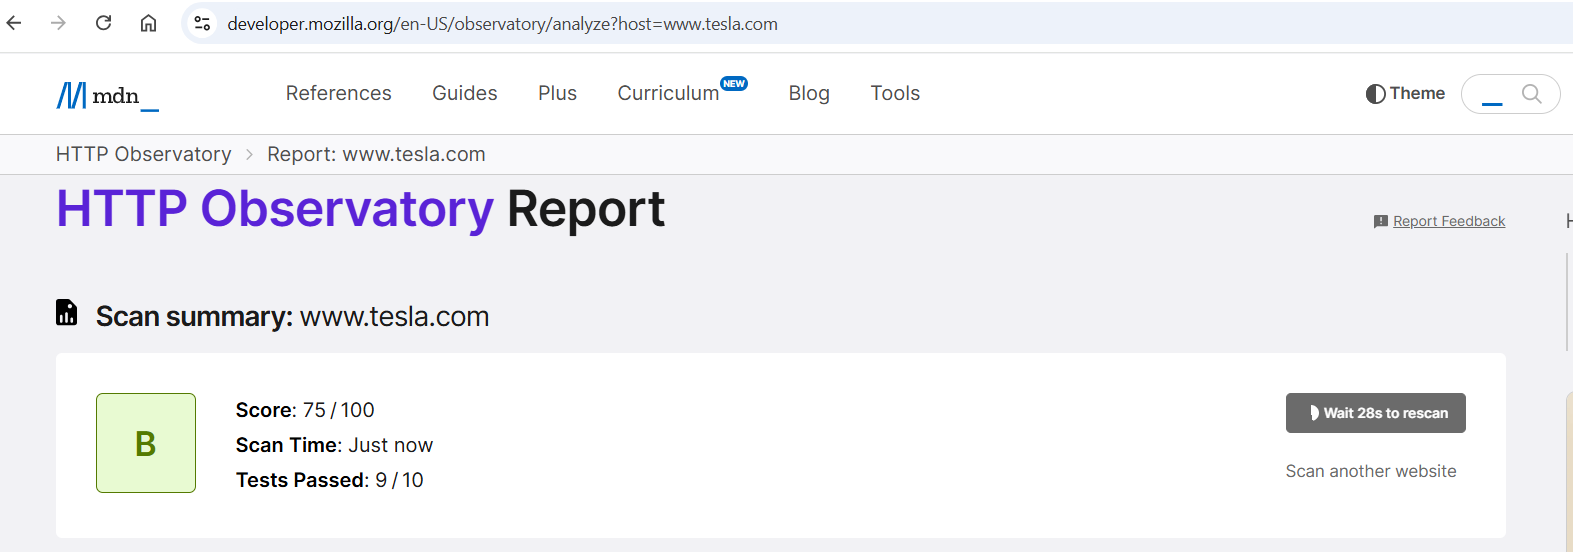 developer.mozilla.org/en-US/observatory/analyze?host=www.tesla.com
mdn_
References Guides Plus Curriculum NEW Blog Tools Theme
HTTP Observatory > Report: www.tesla.com
HTTP Observatory Report
Report Feedback
Scan summary: www.tesla.com
B
Score: 75 / 100
Scan Time: Just now
Tests Passed: 9 / 10
Wait 28s to rescan
Scan another website